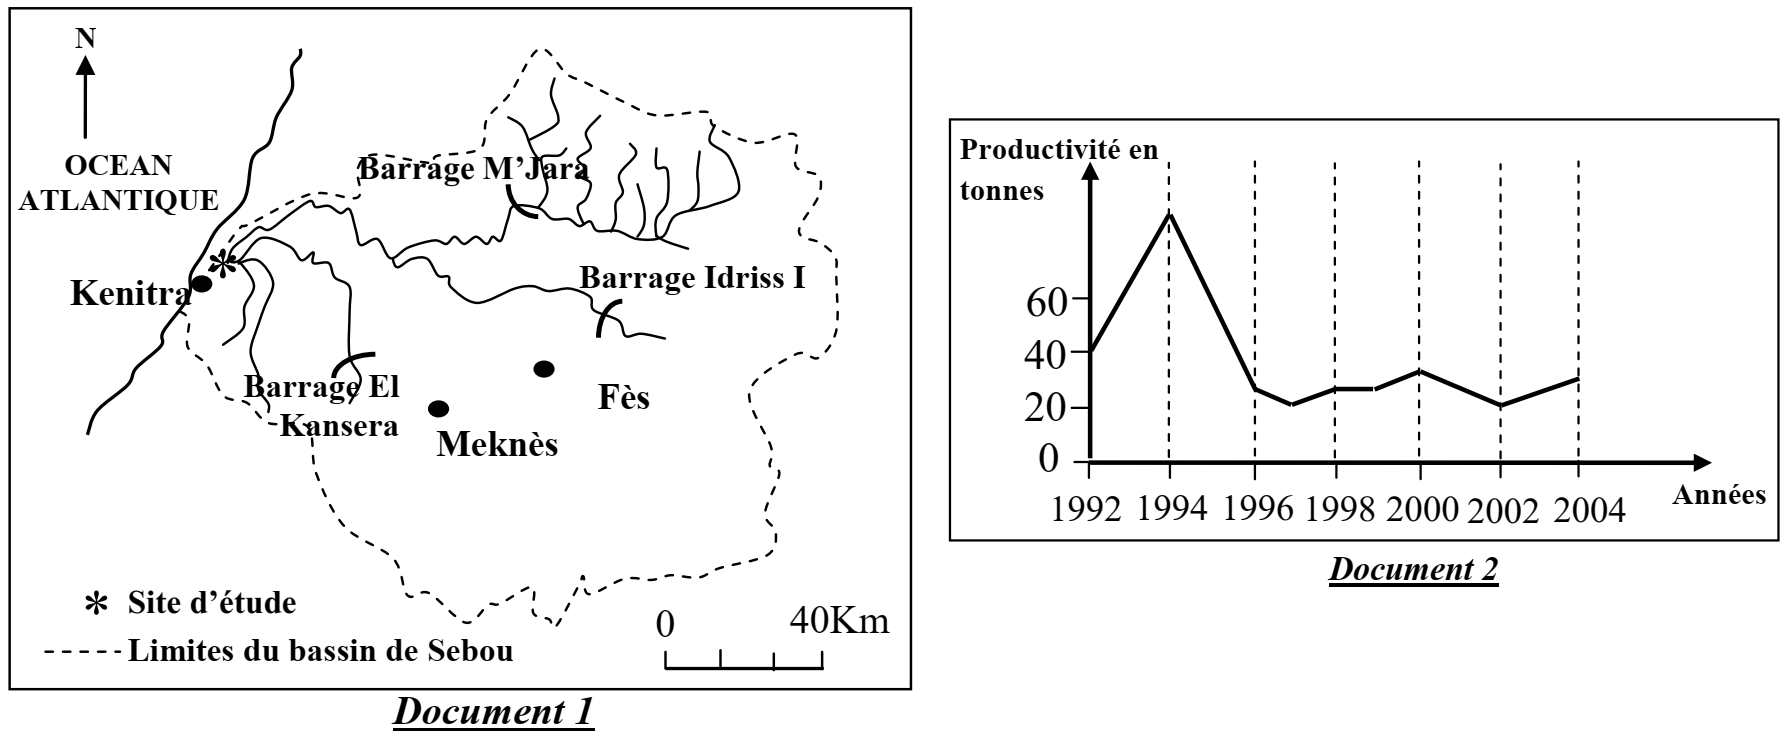 N
OCEAN
ATLANTIQUE
Barrage M’Jara
Kenitra
Barrage Idriss I
Barrage El
Kansera
Fès
Meknès
Site d’étude
Limites du bassin de Sebou
0 40Km
Document 1
Productivité en
tonnes
60
40
20
0
1992 1994 1996 1998 2000 2002 2004
Années
Document 2